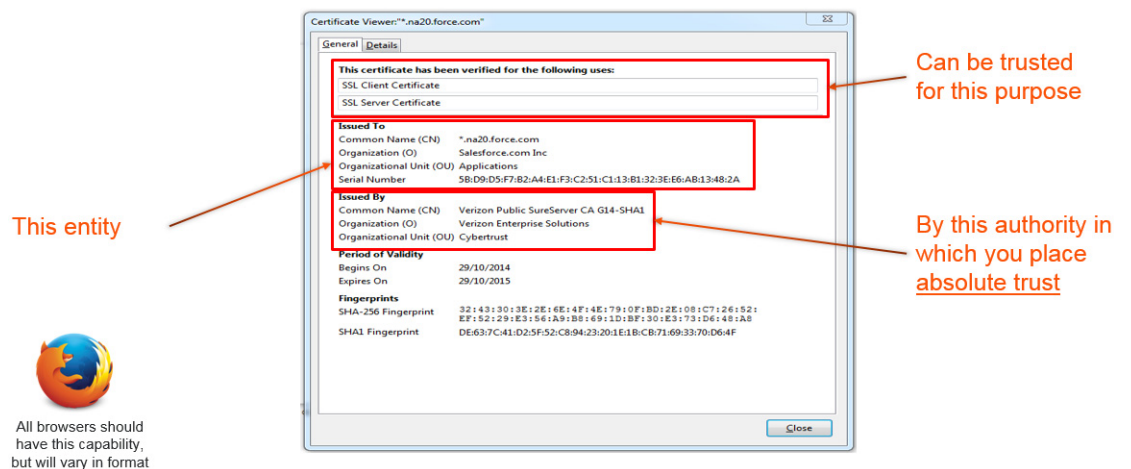 Certificate Viewer:"*.na20.force.com"
General Details
This certificate has been verified for the following uses:
SSL Client Certificate
SSL Server Certificate
Issued To
Common Name (CN) *.na20.force.com
Organization (O) Salesforce.com Inc
Organizational Unit (OU) Applications
Serial Number 5B:D9:D5:F7:B2:A4:E1:F3:C2:51:C1:13:B1:32:3E:E6:AB:13:48:2A
Issued By
Common Name (CN) Verizon Public SureServer CA G14-SHA1
Organization (O) Verizon Enterprise Solutions
Organizational Unit (OU) Cybertrust
Period of Validity
Begins On 29/10/2014
Expires On 29/10/2015
Fingerprints
SHA-256 Fingerprint 32:43:30:3E:2E:6E:4F:4E:79:0F:BD:2E:08:C7:26:52:
EF:52:29:E3:56:A9:B8:69:1D:BF:30:E3:73:D6:48:A8
SHA1 Fingerprint DE:63:7C:41:D2:5F:52:C8:94:23:20:1E:1B:CB:71:69:33:70:D6:4F
Close
Can be trusted
for this purpose
This entity
By this authority in
which you place
absolute trust
All browsers should
have this capability,
but will vary in format